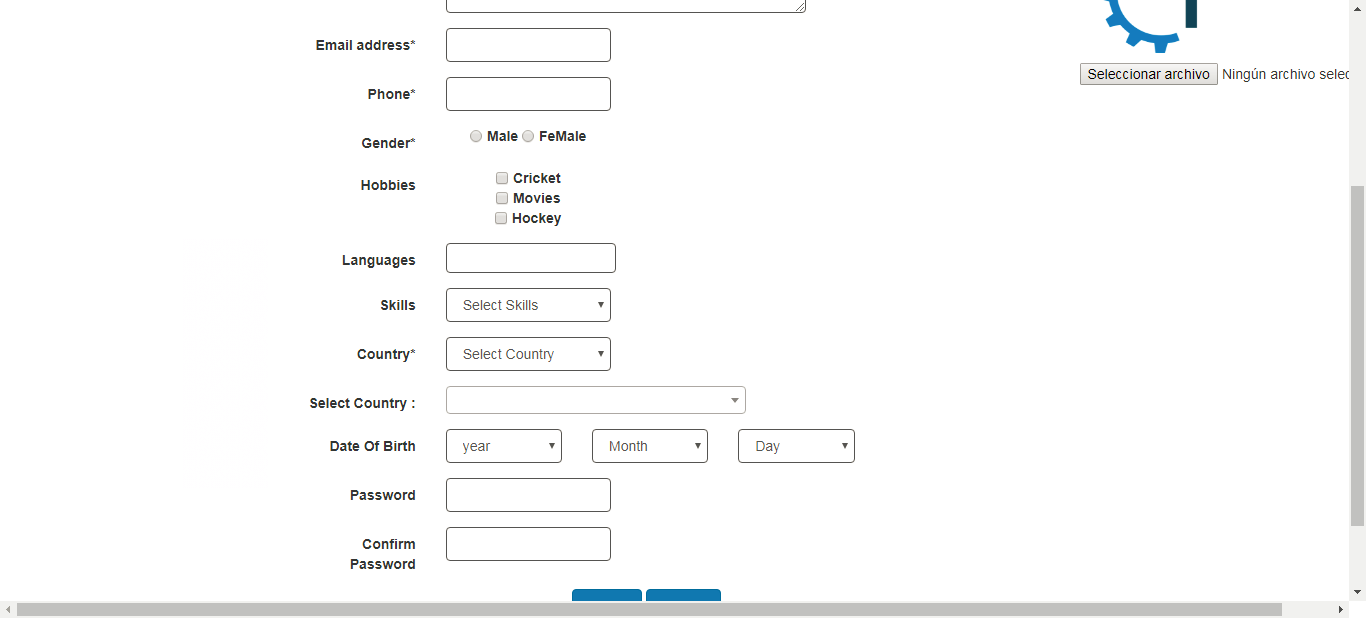 Email address*
Seleccionar archivo Ningún archivo selec
Phone*
Gender* Male FeMale
Hobbies Cricket
Movies
Hockey
Languages
Skills Select Skills
Country* Select Country
Select Country :
Date Of Birth year Month Day
Password
Confirm
Password